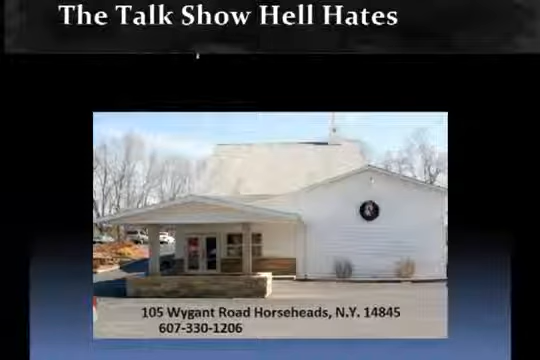 The Talk Show Hell Hates
105 Wygant Road Horseheads, N.Y. 14845
607-330-1206